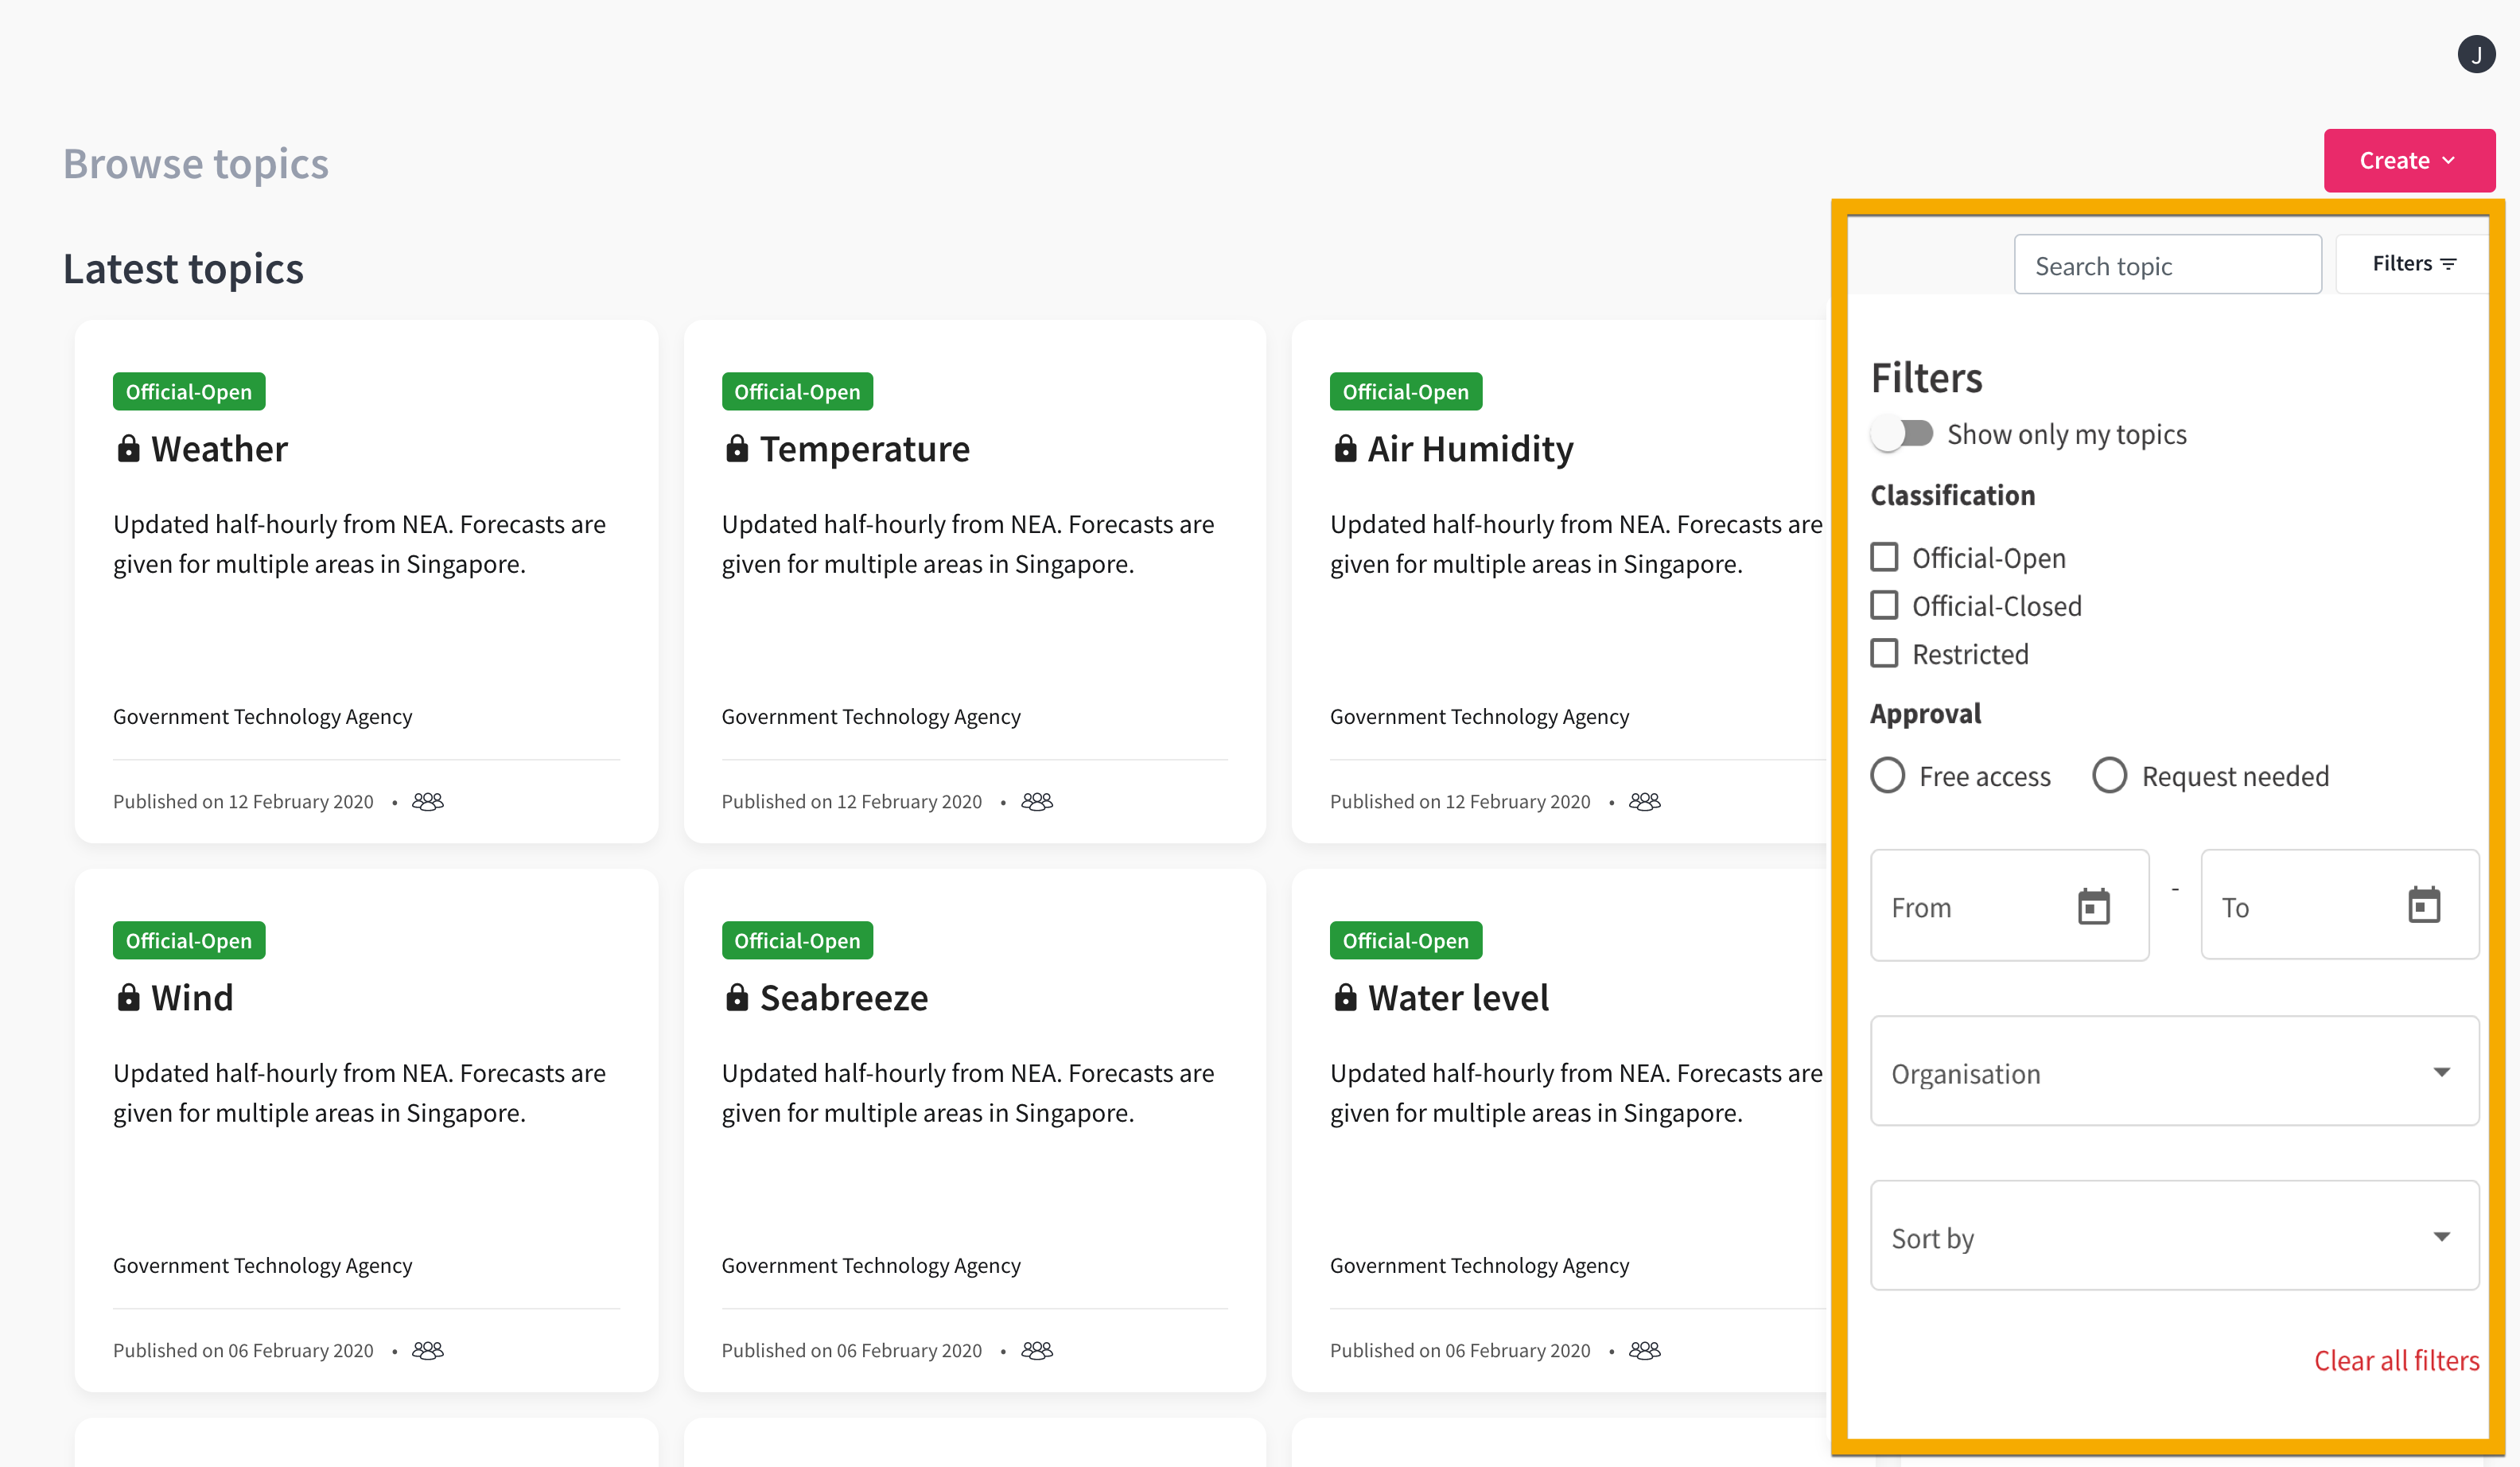 J
Browse topics
Create
Latest topics
Search topic
Filters
Official-Open
Weather
Updated half-hourly from NEA. Forecasts are
given for multiple areas in Singapore.
Government Technology Agency
Published on 12 February 2020 •
Official-Open
Temperature
Updated half-hourly from NEA. Forecasts are
given for multiple areas in Singapore.
Government Technology Agency
Published on 12 February 2020 •
Official-Open
Air Humidity
Updated half-hourly from NEA. Forecasts are
given for multiple areas in Singapore.
Government Technology Agency
Published on 12 February 2020 •
Official-Open
Wind
Updated half-hourly from NEA. Forecasts are
given for multiple areas in Singapore.
Government Technology Agency
Published on 06 February 2020 •
Official-Open
Seabreeze
Updated half-hourly from NEA. Forecasts are
given for multiple areas in Singapore.
Government Technology Agency
Published on 06 February 2020 •
Official-Open
Water level
Updated half-hourly from NEA. Forecasts are
given for multiple areas in Singapore.
Government Technology Agency
Published on 06 February 2020 •
Filters
Show only my topics
Classification
Official-Open
Official-Closed
Restricted
Approval
Free access Request needed
From - To
Organisation
Sort by
Clear all filters